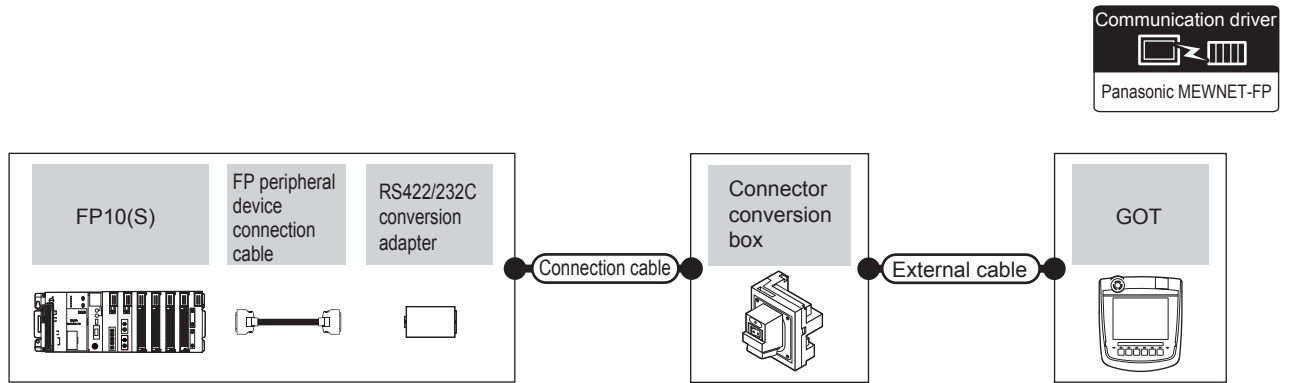 Communication driver
Panasonic MEWNET-FP
FP10(S)
FP peripheral
device
connection
cable
RS422/232C
conversion
adapter
Connection cable
Connector
conversion
box
External cable
GOT